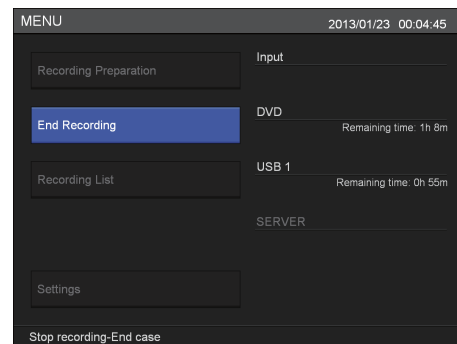 MENU
2013/01/23 00:04:45
Recording Preparation
Input
End Recording
DVD
Remaining time: 1h 8m
Recording List
USB 1
Remaining time: 0h 55m
SERVER
Settings
Stop recording-End case